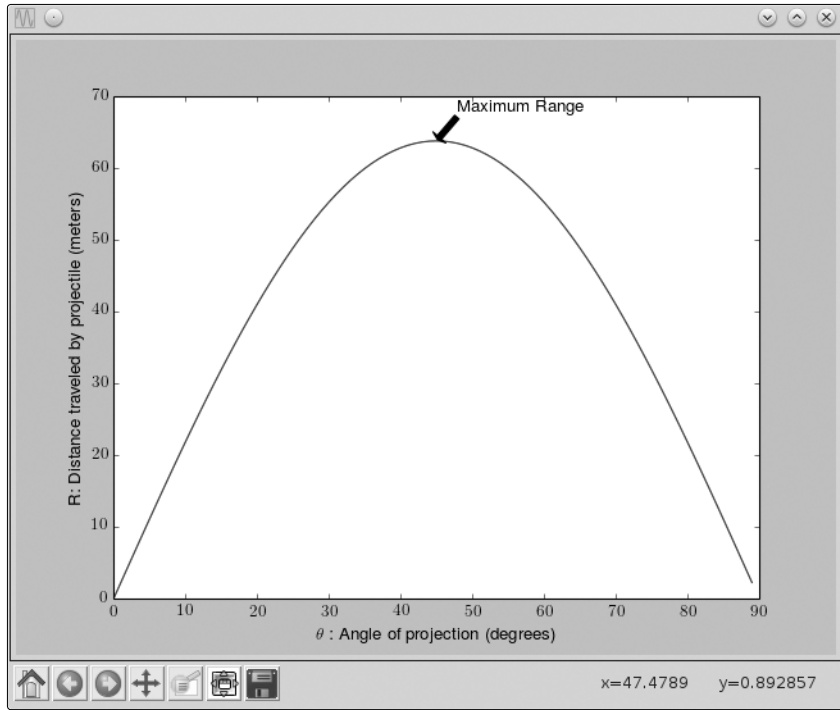 Maximum Range
70
60
50
40
30
20
10
0
R: Distance traveled by projectile (meters)
0 10 20 30 40 50 60 70 80 90
θ : Angle of projection (degrees)
x=47.4789 y=0.892857